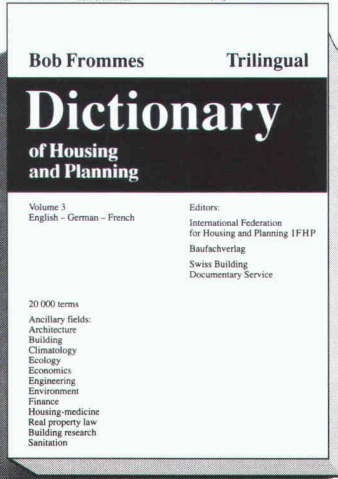 Bob Frommes Trilingual
Dictionary
of Housing
and Planning
Volume 3
English – German – French
Editors:
International Federation
for Housing and Planning IFHP
Baufachverlag
Swiss Building
Documentary Service
20 000 terms
Ancillary fields:
Architecture
Building
Climatology
Ecology
Economics
Engineering
Environment
Finance
Housing-medicine
Real property law
Building research
Sanitation